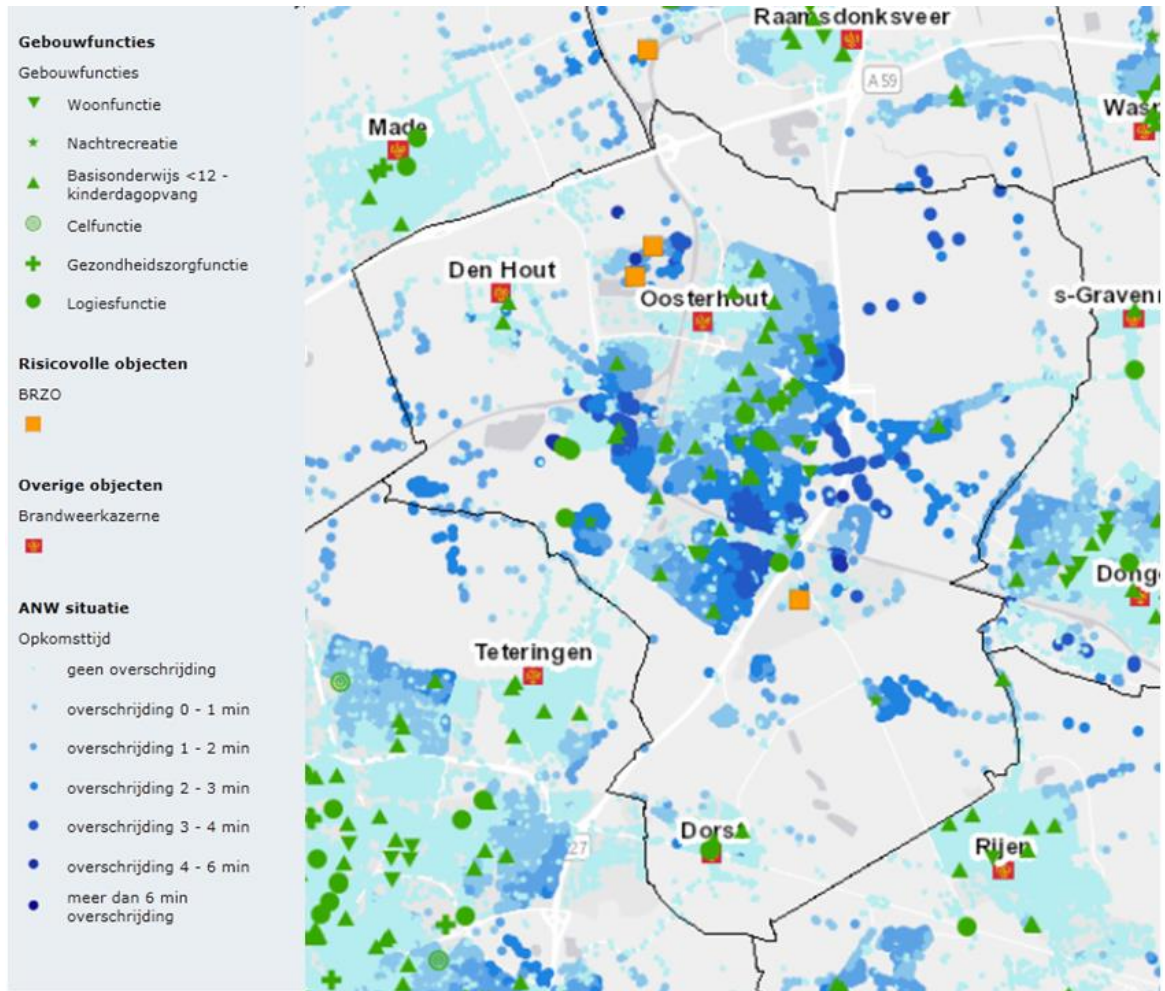 Gebouwfuncties
Gebouwfuncties
Woonfunctie
Nachtrecreatie
Basisonderwijs <12 -
kinderdagopvang
Celfunctie
Gezondheidszorgfunctie
Logiesfunctie
Risicovolle objecten
BRZO
Overige objecten
Brandweerkazerne
ANW situatie
Opkomsttijd
geen overschrijding
overschrijding 0 - 1 min
overschrijding 1 - 2 min
overschrijding 2 - 3 min
overschrijding 3 - 4 min
overschrijding 4 - 6 min
meer dan 6 min
overschrijding
Raamsdonksveer
A 59
Made
Den Hout
Oosterhout
Teteringen
27
Dorst
Rijen